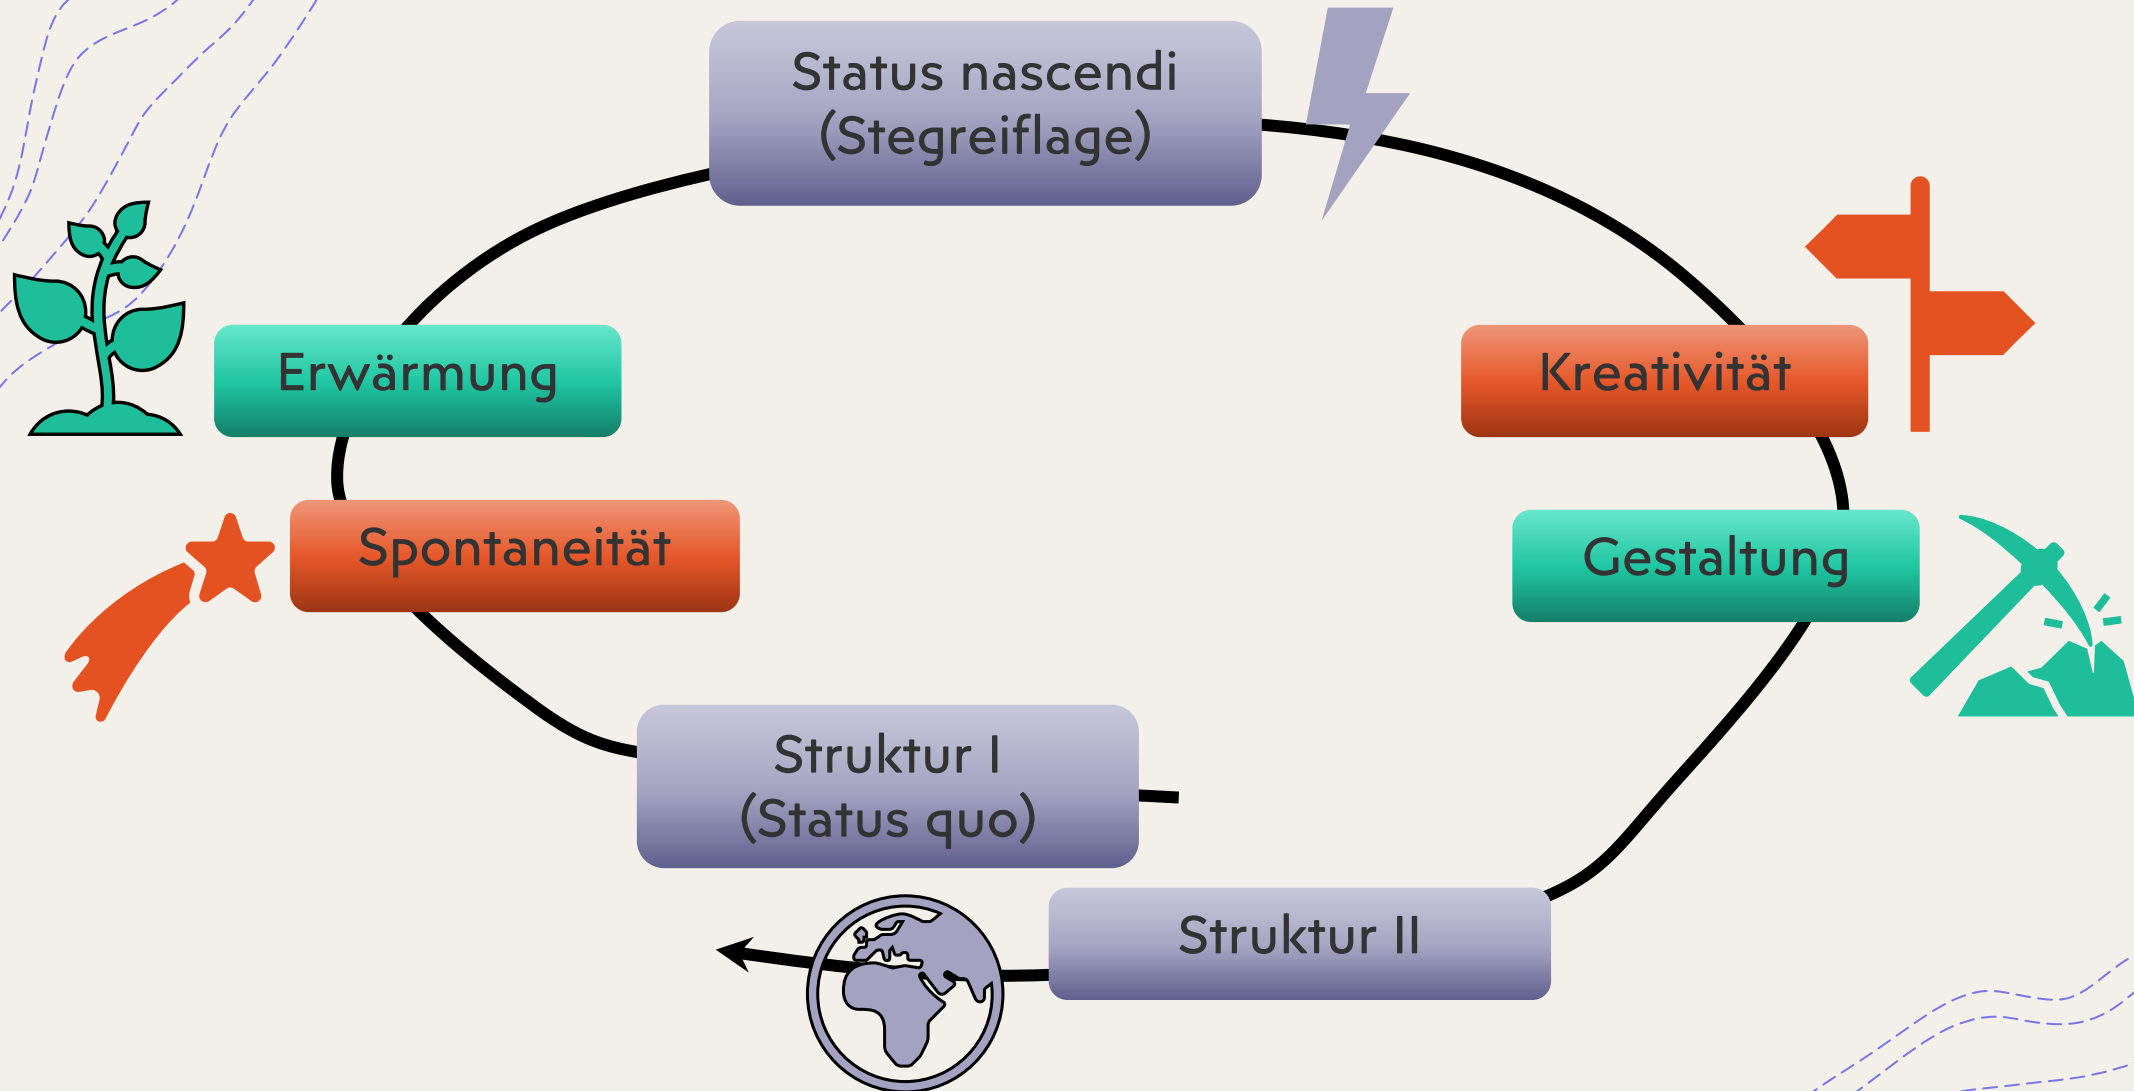 Status nascendi
(Stegreiflage)
Erwärmung
Kreativität
Spontaneität
Gestaltung
Struktur I
(Status quo)
Struktur II